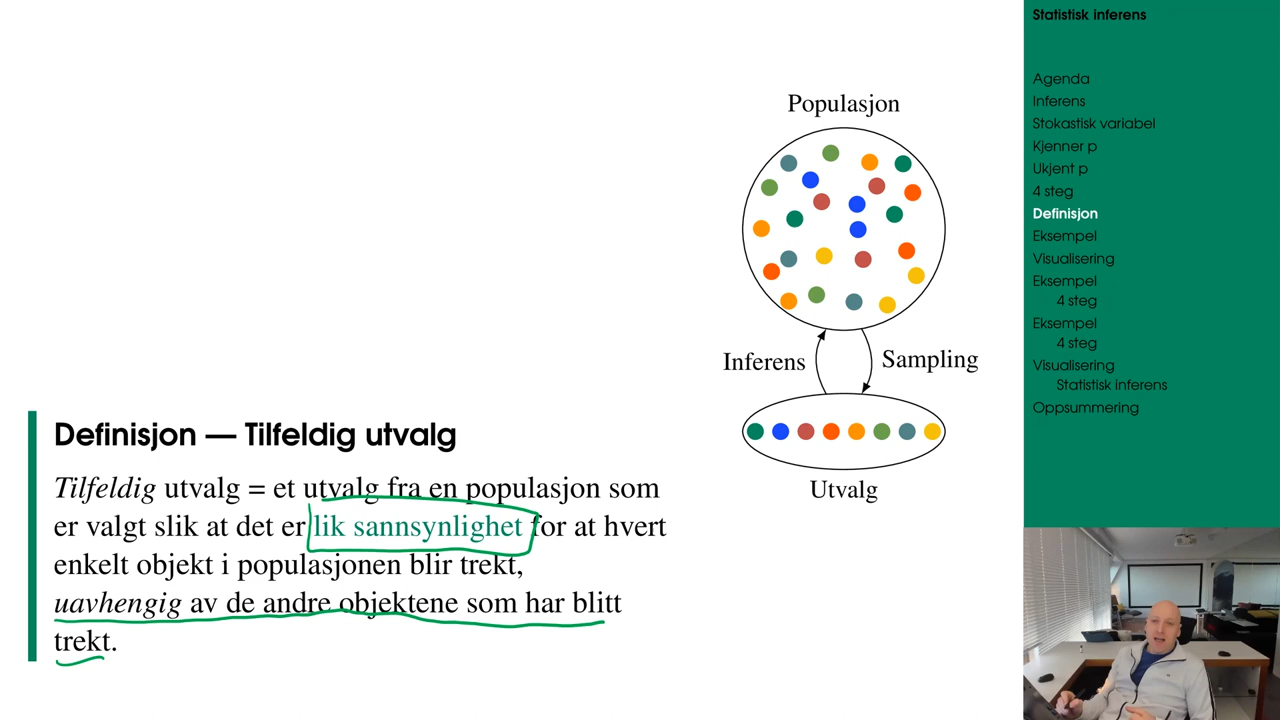 Populasjon
Inferens
Sampling
Utvalg
Definisjon — Tilfeldig utvalg
Tilfeldig utvalg = et utvalg fra en populasjon som
er valgt slik at det er lik sannsynlighet for at hvert
enkelt objekt i populasjonen blir trekt,
uavhengig av de andre objektene som har blitt
trekt.
Statistisk inferens
Agenda
Inferens
Stokastisk variabel
Kjenner p
Ukjent p
4 steg
Definisjon
Eksempel
Visualisering
Eksempel
4 steg
Eksempel
4 steg
Visualisering
Statistisk inferens
Oppsummering